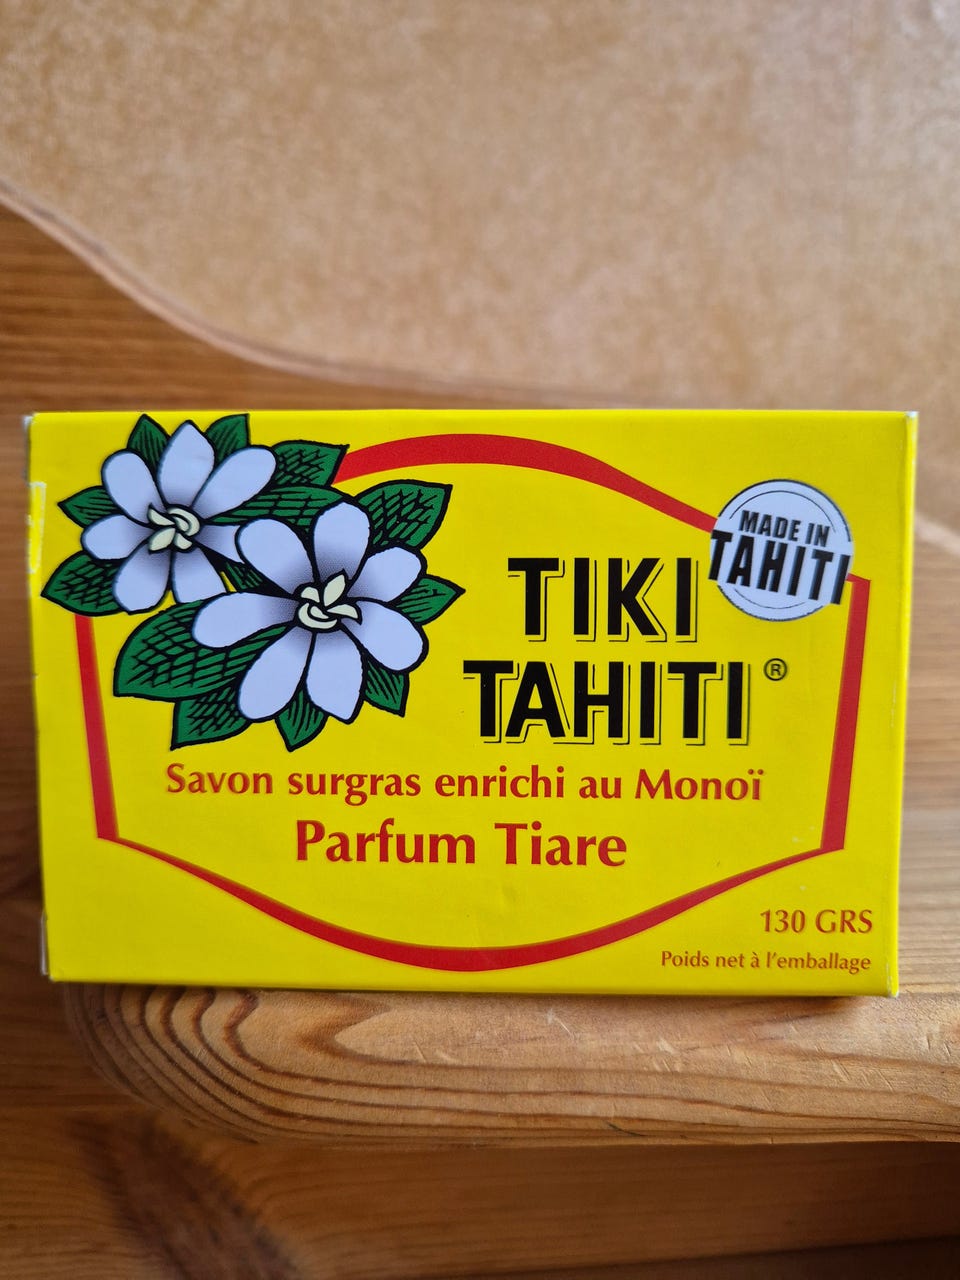 MADE IN
TAHITI
TIKI
TAHITI®
Savon surgras enrichi au Monoï
Parfum Tiare
130 GRS
Poids net à l'emballage